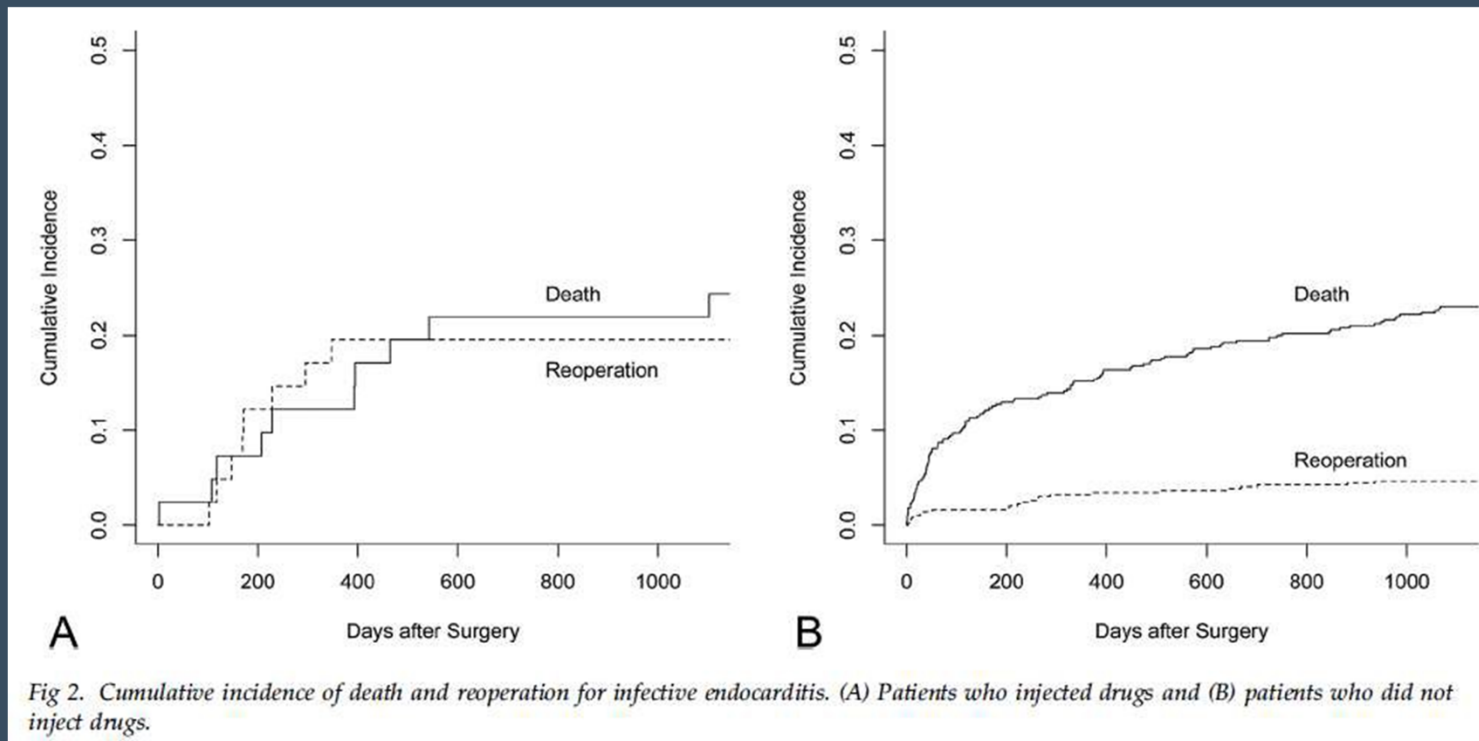 0.5
0.4
0.3
0.2
0.1
0.0
Cumulative Incidence
Death
Reoperation
0 200 400 600 800 1000
Days after Surgery
A
0.5
0.4
0.3
0.2
0.1
0.0
Cumulative Incidence
Death
Reoperation
0 200 400 600 800 1000
Days after Surgery
B
Fig 2. Cumulative incidence of death and reoperation for infective endocarditis. (A) Patients who injected drugs and (B) patients who did not
inject drugs.